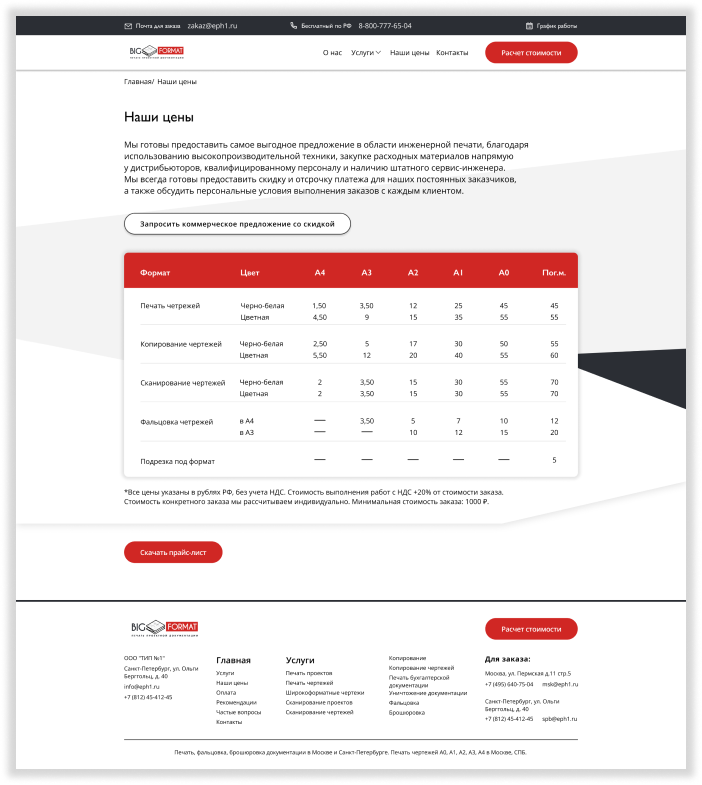 Почта для заказа zakaz@eph1.ru Бесплатный по РФ 8-800-777-65-04 График работы
BIG FORMAT
ПЕЧАТЬ ПРОЕКТНОЙ ДОКУМЕНТАЦИИ
О нас Услуги Наши цены Контакты Расчет стоимости
Главная/ Наши цены
Наши цены
Мы готовы предоставить самое выгодное предложение в области инженерной печати, благодаря
использованию высокопроизводительной техники, закупке расходных материалов напрямую
у дистрибьюторов, квалифицированному персоналу и наличию штатного сервис-инженера.
Мы всегда готовы предоставить скидку и отсрочку платежа для наших постоянных заказчиков,
а также обсудить персональные условия выполнения заказов с каждым клиентом.
Запросить коммерческое предложение со скидкой
Формат Цвет А4 А3 А2 А1 А0 Пог.м.
Печать четрежей Черно-белая 1,50 3,50 12 25 45 45
Цветная 4,50 9 15 35 55 55
Копирование чертежей Черно-белая 2,50 5 17 30 50 55
Цветная 5,50 12 20 40 55 60
Сканирование чертежей Черно-белая 2 3,50 15 30 55 70
Цветная 2 3,50 15 30 55 70
Фальцовка четрежей в А4 — 3,50 5 7 10 12
в А3 — — 10 12 15 20
Подрезка под формат — — — — — 5
*Все цены указаны в рублях РФ, без учета НДС. Стоимость выполнения работ с НДС +20% от стоимости заказа.
Стоимость конкретного заказа мы рассчитываем индивидуально. Минимальная стоимость заказа: 1000 ₽.
Скачать прайс-лист
BIG FORMAT
ПЕЧАТЬ ПРОЕКТНОЙ ДОКУМЕНТАЦИИ
Расчет стоимости
ООО "ТИП №1"
Санкт-Петербург, ул. Ольги
Берггольц, д. 40
info@eph1.ru
+7 (812) 45-412-45
Главная
Услуги
Наши цены
Оплата
Рекомендации
Частые вопросы
Контакты
Услуги
Печать проектов
Печать чертежей
Широкоформатные чертежи
Сканирование проектов
Сканирование чертежей
Копирование
Копирование чертежей
Печать бухгалтерской
документации
Уничтожение документации
Фальцовка
Брошюровка
Для заказа:
Москва, ул. Пермская д.11 стр.5
+7 (495) 640-75-04 msk@eph1.ru
Санкт-Петербург, ул. Ольги
Берггольц, д. 40
+7 (812) 45-412-45 spb@eph1.ru
Печать, фальцовка, брошюровка документации в Москве и Санкт-Петербурге. Печать чертежей А0, А1, А2, А3, А4 в Москве, СПБ.